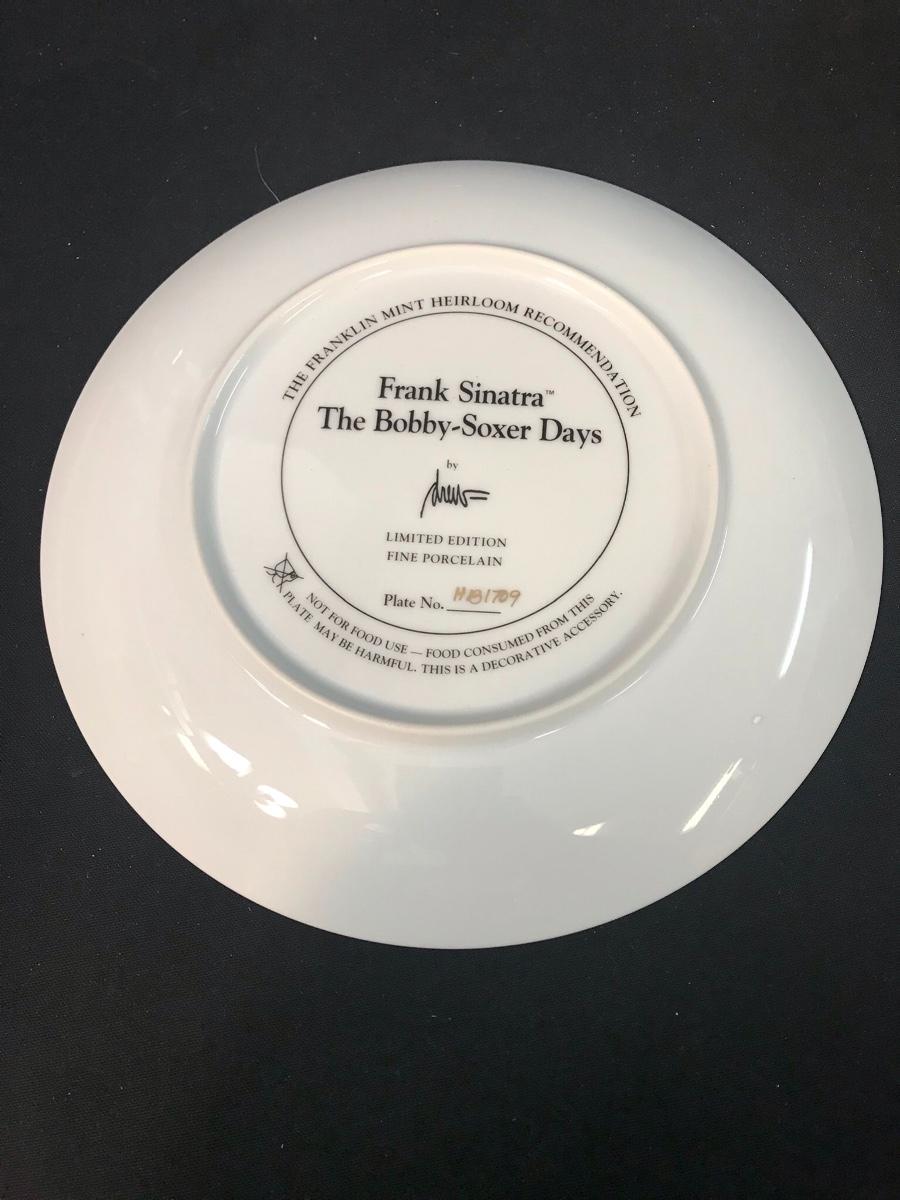 THE FRANKLIN MINT HEIRLOOM RECOMMENDATION
Frank Sinatra™
The Bobby-Soxer Days
by
LIMITED EDITION
FINE PORCELAIN
Plate No. HB1709
NOT FOR FOOD USE — FOOD CONSUMED FROM THIS
PLATE MAY BE HARMFUL. THIS IS A DECORATIVE ACCESSORY.